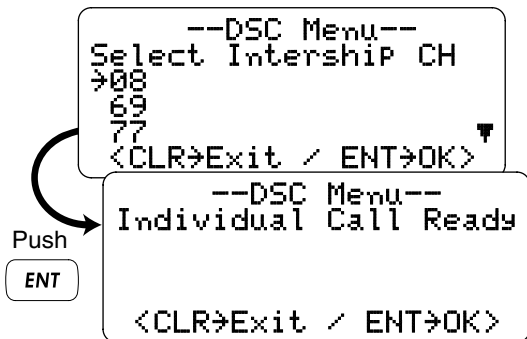 --DSC Menu--
Select Intership CH
→08
69
77
<CLR→Exit / ENT→OK>
--DSC Menu--
Individual Call Ready
Push
ENT
<CLR→Exit / ENT→OK>